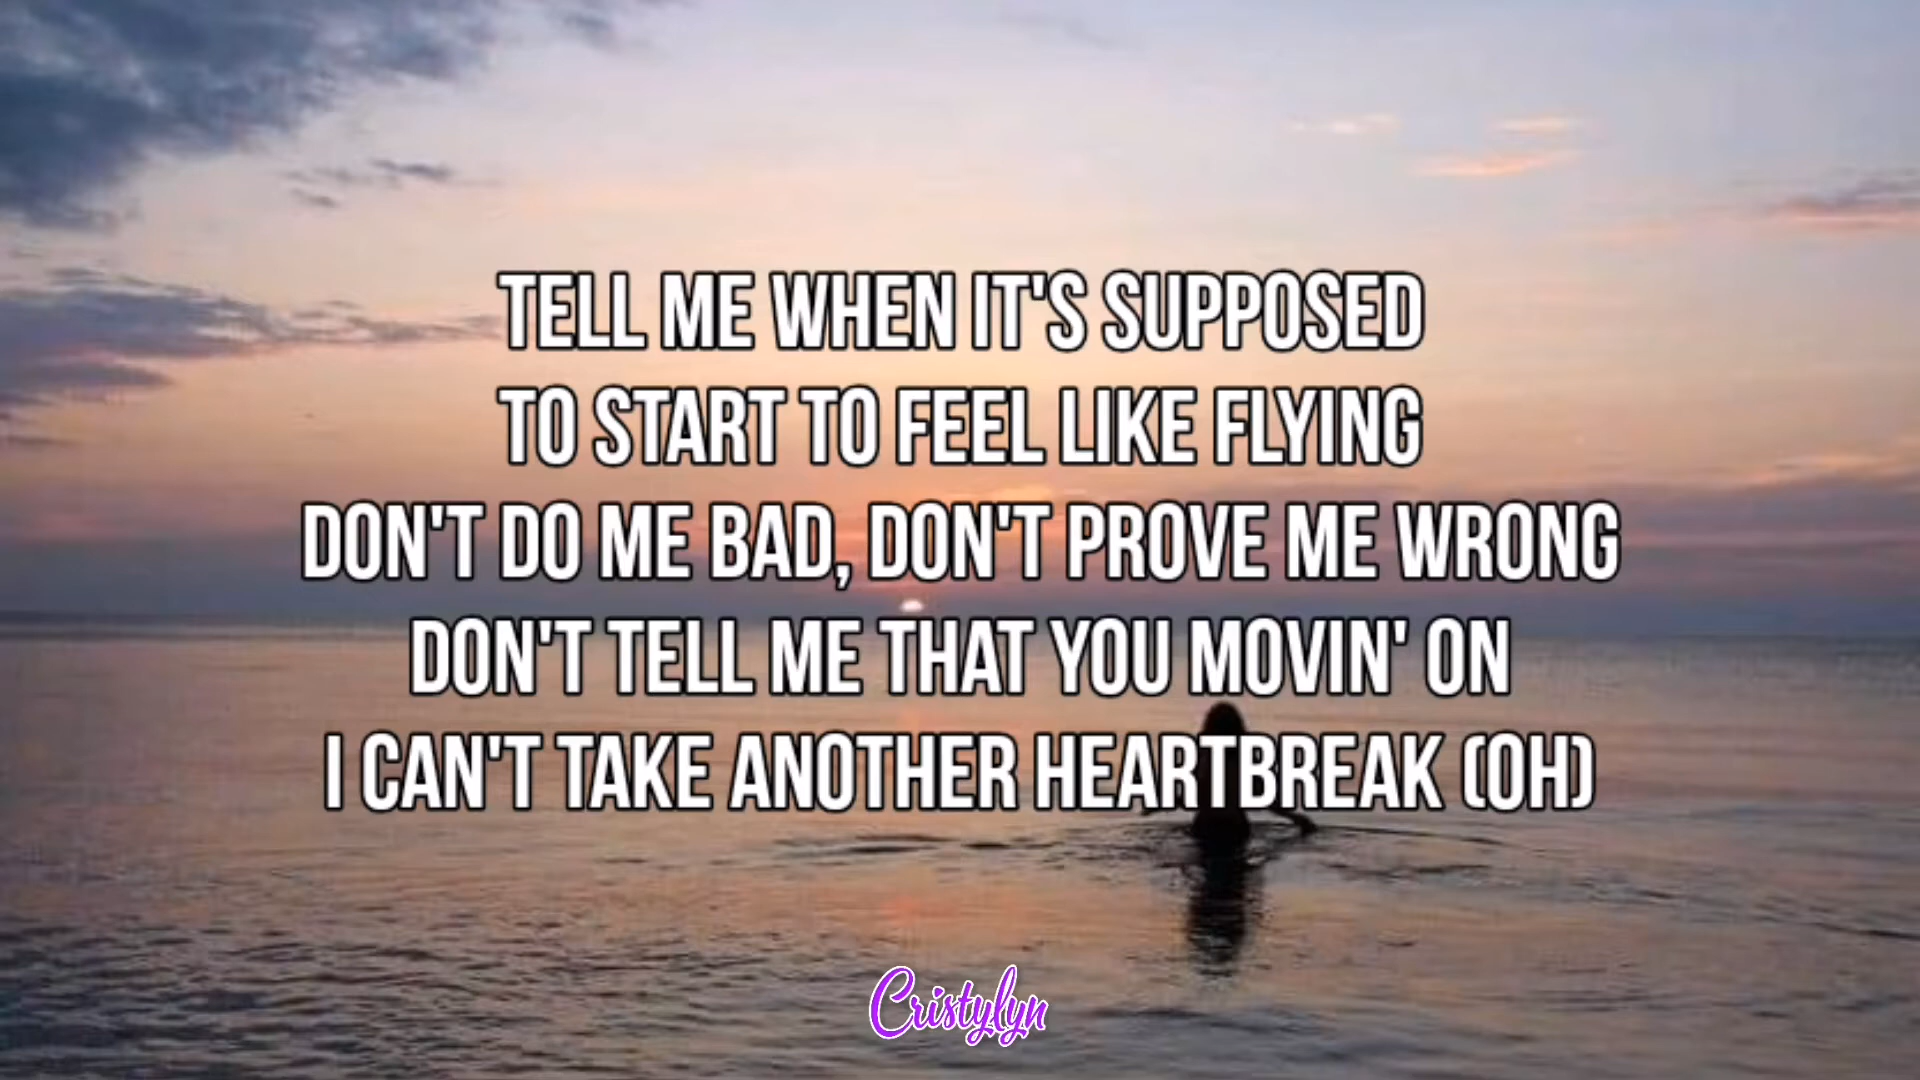 TELL ME WHEN IT'S SUPPOSED
TO START TO FEEL LIKE FLYING
DON'T DO ME BAD, DON'T PROVE ME WRONG
DON'T TELL ME THAT YOU MOVIN' ON
I CAN'T TAKE ANOTHER HEARTBREAK (OH)
Cristylyn